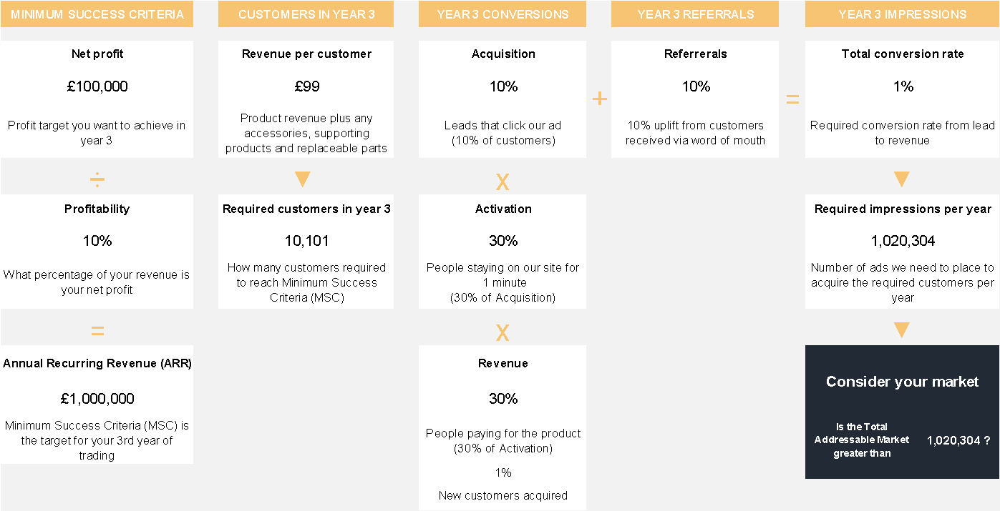 MINIMUM SUCCESS CRITERIA
Net profit
£100,000
Profit target you want to achieve in
year 3
÷
Profitability
10%
What percentage of your revenue is
your net profit
=
Annual Recurring Revenue (ARR)
£1,000,000
Minimum Success Criteria (MSC) is
the target for your 3rd year of
trading
CUSTOMERS IN YEAR 3
Revenue per customer
£99
Product revenue plus any
accessories, supporting
products and replaceable parts
Required customers in year 3
10,101
How many customers required
to reach Minimum Success
Criteria (MSC)
YEAR 3 CONVERSIONS
Acquisition
10%
Leads that click our ad
(10% of customers)
X
Activation
30%
People staying on our site for
1 minute
(30% of Acquisition)
X
Revenue
30%
People paying for the product
(30% of Activation)
1%
New customers acquired
+
YEAR 3 REFERRALS
Referrerals
10%
10% uplift from customers
received via word of mouth
=
YEAR 3 IMPRESSIONS
Total conversion rate
1%
Required conversion rate from lead
to revenue
Required impressions per year
1,020,304
Number of ads we need to place to
acquire the required customers per
year
Consider your market
Is the Total
Addressable Market
greater than
1,020,304 ?